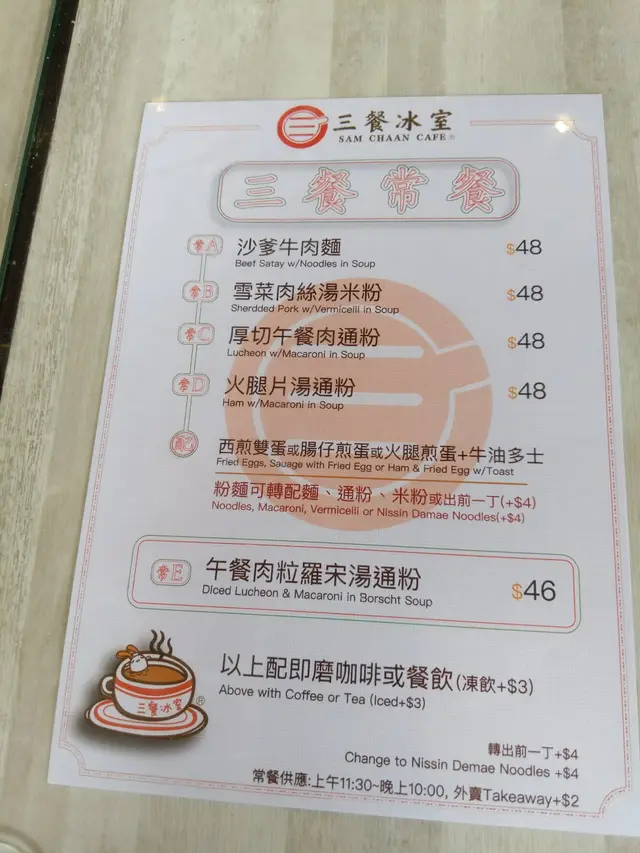 三餐冰室
SAM CHAAN CAFE®
三餐常餐
常A 沙爹牛肉麵 $48
Beef Satay w/Noodles in Soup
常B 雪菜肉絲湯米粉 $48
Sherdded Pork w/Vermicelli in Soup
常C 厚切午餐肉通粉 $48
Lucheon w/Macaroni in Soup
常D 火腿片湯通粉 $48
Ham w/Macaroni in Soup
配 西煎雙蛋或腸仔煎蛋或火腿煎蛋+牛油多士
Fried Eggs, Sauage with Fried Egg or Ham & Fried Egg w/Toast
粉麵可轉配麵、通粉、米粉或出前一丁(+$4)
Noodles, Macaroni, Vermicelli or Nissin Damae Noodles(+$4)
常E 午餐肉粒羅宋湯通粉 $46
Diced Lucheon & Macaroni in Borscht Soup
三餐冰室®
以上配即磨咖啡或餐飲(凍飲+$3)
Above with Coffee or Tea (Iced+$3)
轉出前一丁+$4
Change to Nissin Demae Noodles +$4
常餐供應:上午11:30~晚上10:00, 外賣Takeaway+$2